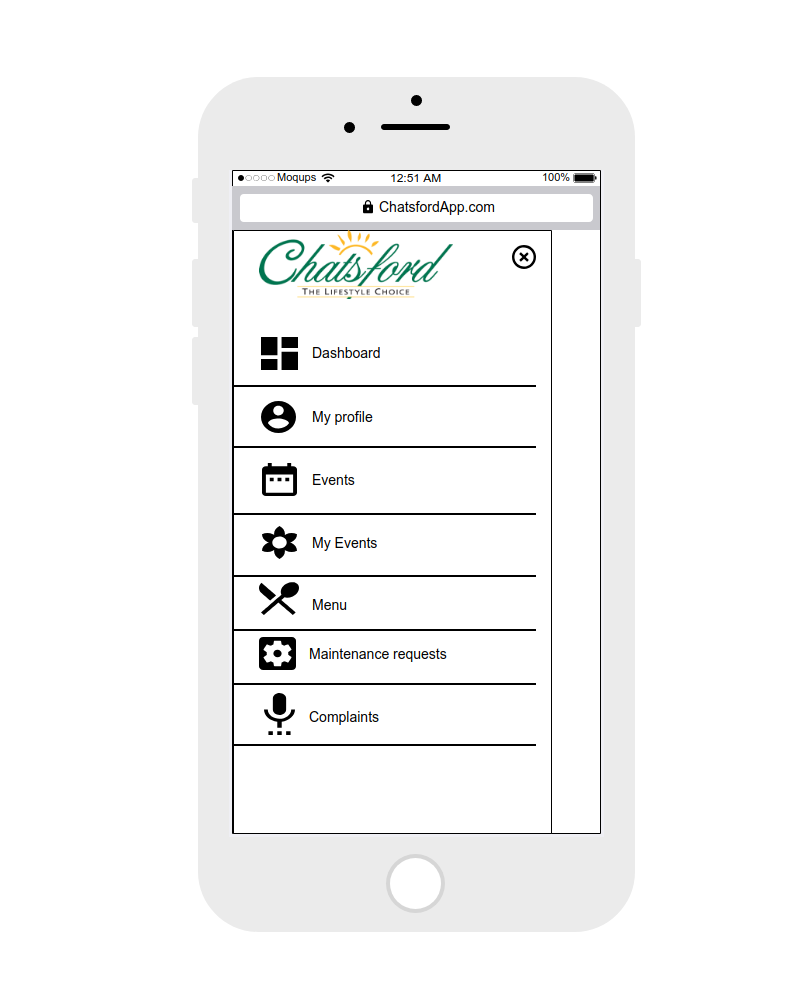 Moqups 12:51 AM 100%
ChatsfordApp.com
Chatsford
THE LIFESTYLE CHOICE
Dashboard
My profile
Events
My Events
Menu
Maintenance requests
Complaints